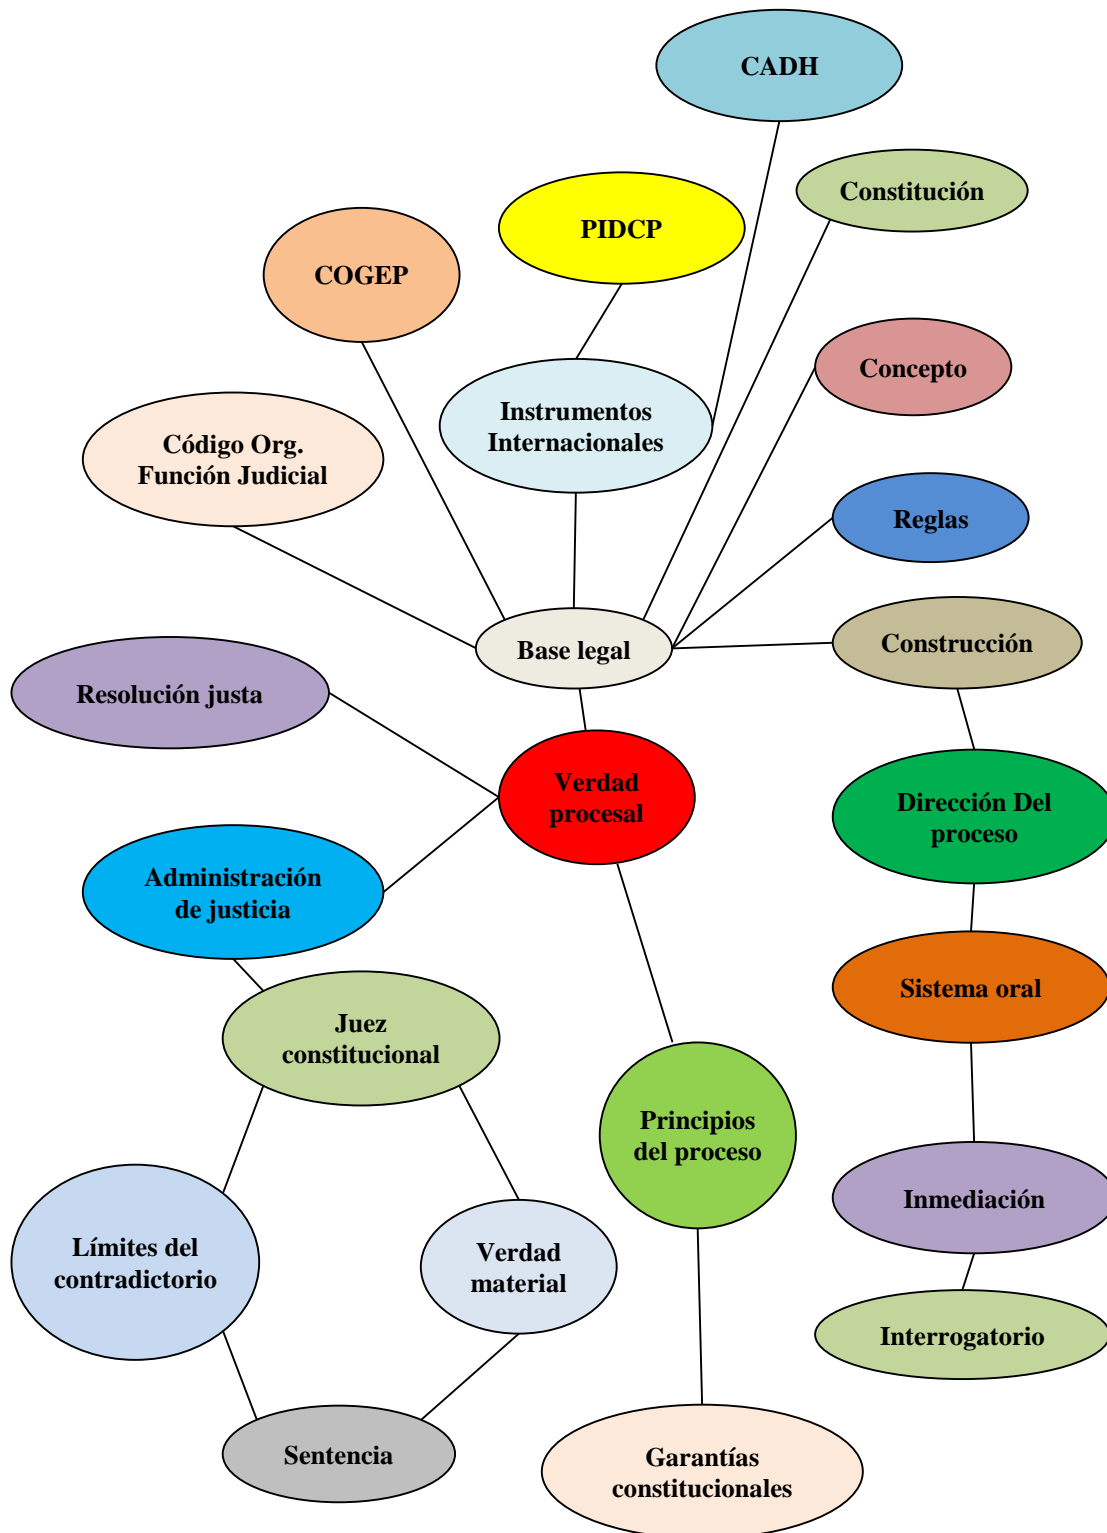 CADH
Constitución
PIDCP
COGEP
Concepto
Instrumentos
Internacionales
Código Org.
Función Judicial
Reglas
Base legal
Construcción
Resolución justa
Verdad
procesal
Dirección Del
proceso
Administración
de justicia
Sistema oral
Juez
constitucional
Principios
del proceso
Inmediación
Límites del
contradictorio
Verdad
material
Interrogatorio
Sentencia
Garantías
constitucionales